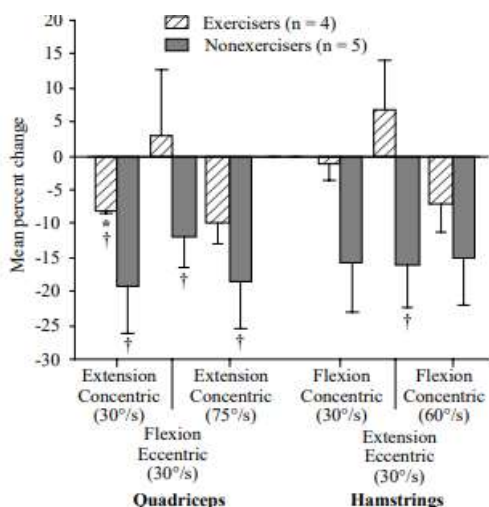 20
Exercisers (n = 4)
Nonexercisers (n = 5)
15
10
5
0
-5
-10
-15
-20
-25
-30
Mean percent change
*
†
†
†
†
†
Extension
Concentric
(30°/s)
Flexion
Eccentric
(30°/s)
Extension
Concentric
(75°/s)
Quadriceps
Flexion
Concentric
(30°/s)
Extension
Eccentric
(30°/s)
Flexion
Concentric
(60°/s)
Hamstrings